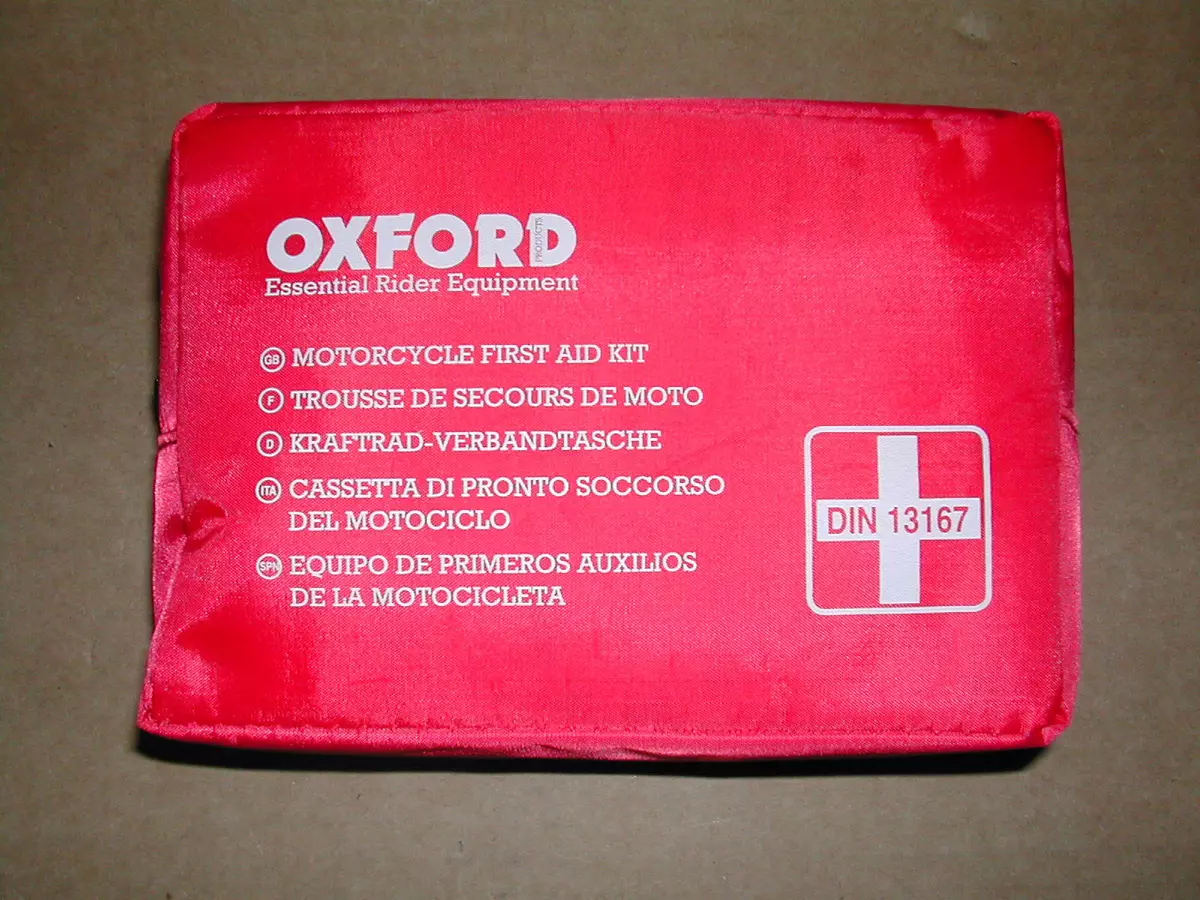 OXFORD PRODUCTS
Essential Rider Equipment
GB MOTORCYCLE FIRST AID KIT
F TROUSSE DE SECOURS DE MOTO
D KRAFTRAD-VERBANDTASCHE
ITA CASSETTA DI PRONTO SOCCORSO
DEL MOTOCICLO
SPN EQUIPO DE PRIMEROS AUXILIOS
DE LA MOTOCICLETA
DIN 13167